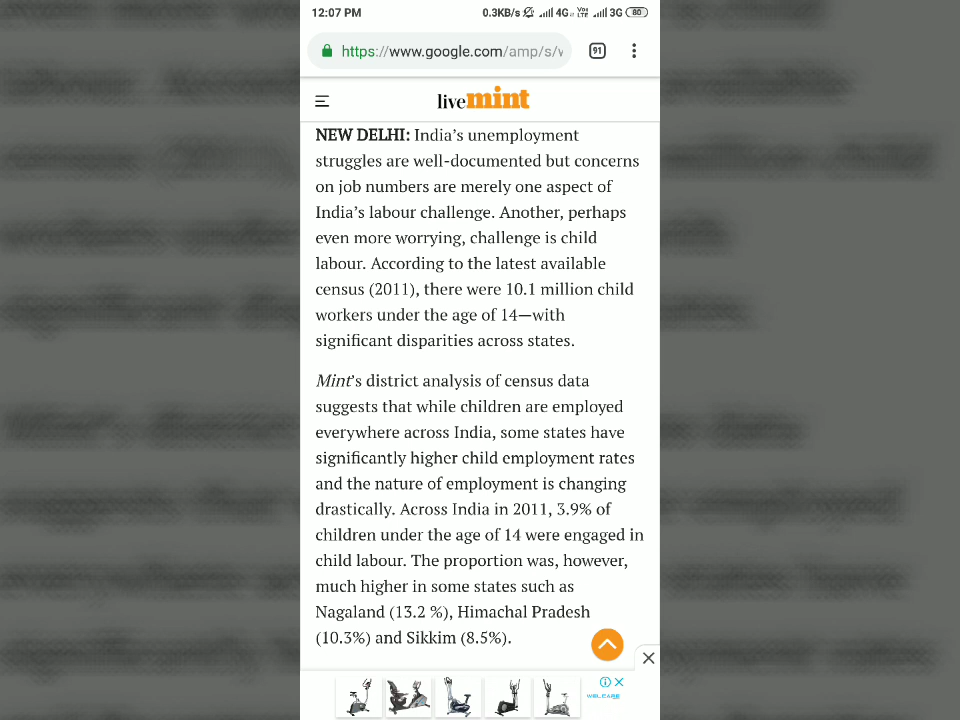 12:07 PM 0.3KB/s 4G Vo LTE 3G 80
https://www.google.com/amp/s/v 91
livemint
NEW DELHI: India's unemployment
struggles are well-documented but concerns
on job numbers are merely one aspect of
India's labour challenge. Another, perhaps
even more worrying, challenge is child
labour. According to the latest available
census (2011), there were 10.1 million child
workers under the age of 14—with
significant disparities across states.
Mint's district analysis of census data
suggests that while children are employed
everywhere across India, some states have
significantly higher child employment rates
and the nature of employment is changing
drastically. Across India in 2011, 3.9% of
children under the age of 14 were engaged in
child labour. The proportion was, however,
much higher in some states such as
Nagaland (13.2 %), Himachal Pradesh
(10.3%) and Sikkim (8.5%).